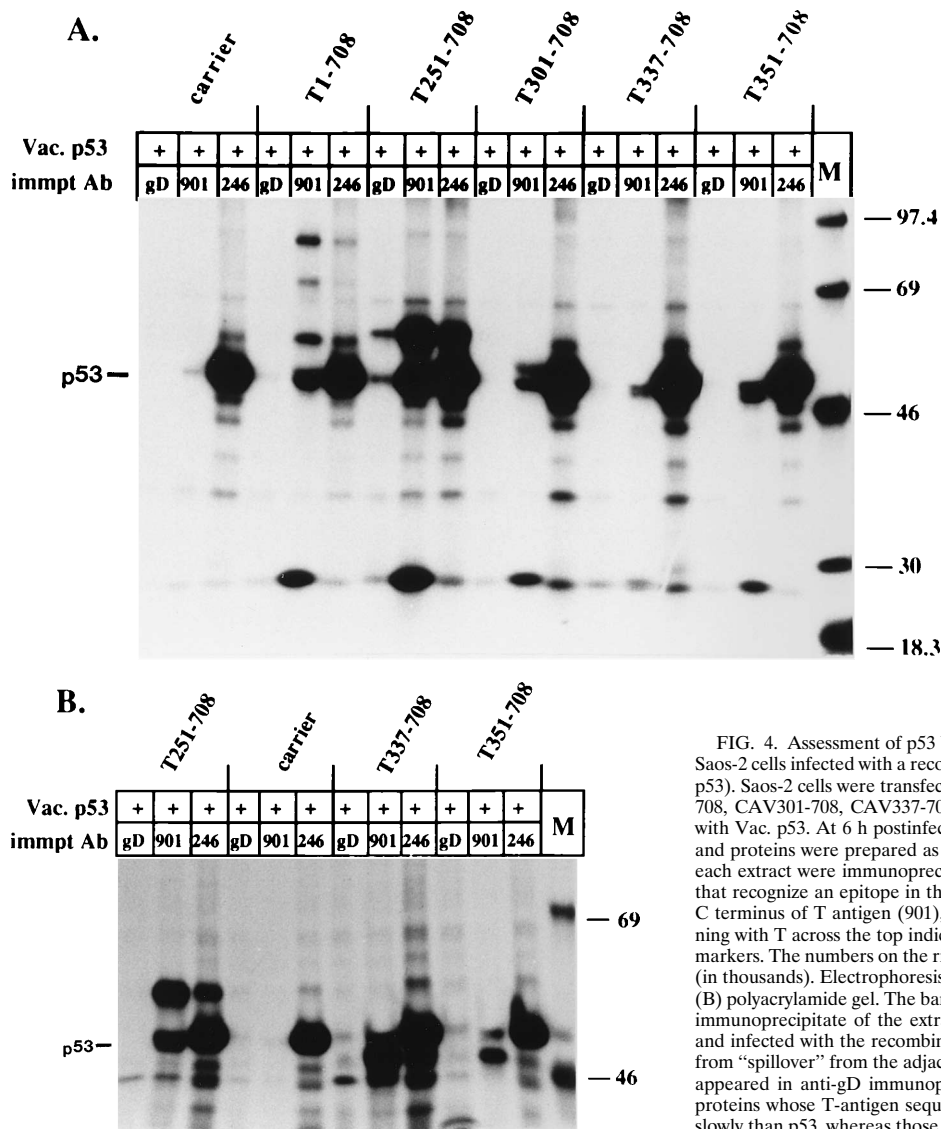 A.
carrier T1-708 T251-708 T301-708 T337-708 T351-708
Vac. p53 + + + + + + + + + + + + + + + + + + M
immpt Ab gD 901 246 gD 901 246 gD 901 246 gD 901 246 gD 901 246 gD 901 246
— 97.4
— 69
p53 —
— 46
— 30
— 18.3
B.
T251-708 carrier T337-708 T351-708
Vac. p53 + + + + + + + + + + + + M
immpt Ab gD 901 246 gD 901 246 gD 901 246 gD 901 246
— 69
p53 —
— 46
FIG. 4. Assessment of p53
Saos-2 cells infected with a reco
p53). Saos-2 cells were transfec
708, CAV301-708, CAV337-70
with Vac. p53. At 6 h postinfec
and proteins were prepared as
each extract were immunoprec
that recognize an epitope in th
C terminus of T antigen (901),
ning with T across the top indic
markers. The numbers on the ri
(in thousands). Electrophoresis
(B) polyacrylamide gel. The bar
immunoprecipitate of the extr
and infected with the recombin
from “spillover” from the adjac
appeared in anti-gD immunop
proteins whose T-antigen sequ
slowly than p53, whereas those